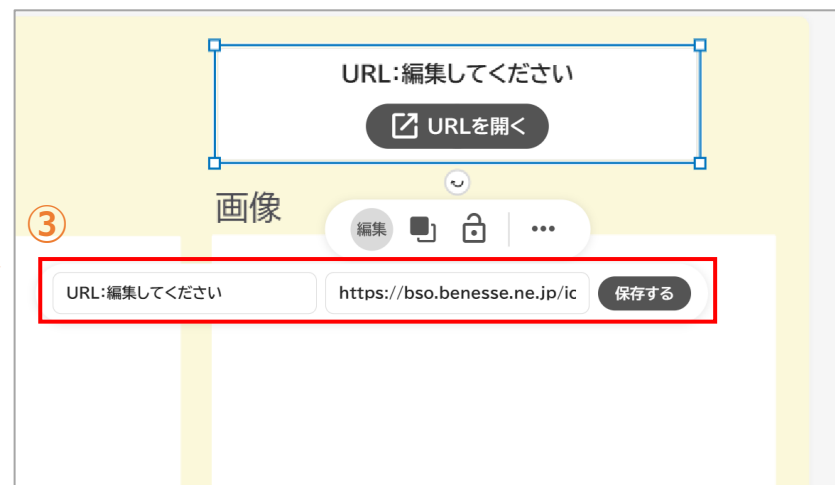 URL:編集してください
URLを開く
画像
③
編集
URL:編集してください
https://bso.benesse.ne.jp/ic
保存する